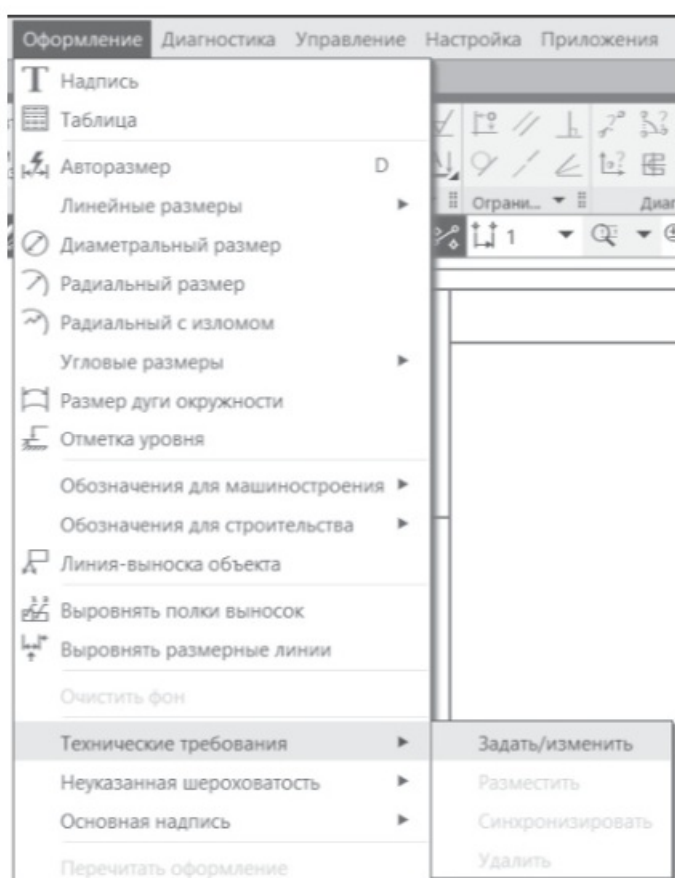 Оформление Диагностика Управление Настройка Приложения
Надпись
Таблица
Авторазмер D
Линейные размеры
Ограни...
Диаметральный размер
1
Радиальный размер
Радиальный с изломом
Угловые размеры
Размер дуги окружности
Отметка уровня
Обозначения для машиностроения
Обозначения для строительства
Линия-выноска объекта
Выровнять полки выносок
Выровнять размерные линии
Очистить фон
Технические требования
Задать/изменить
Неуказанная шероховатость
Разместить
Основная надпись
Синхронизировать
Перечитать оформление
Удалить